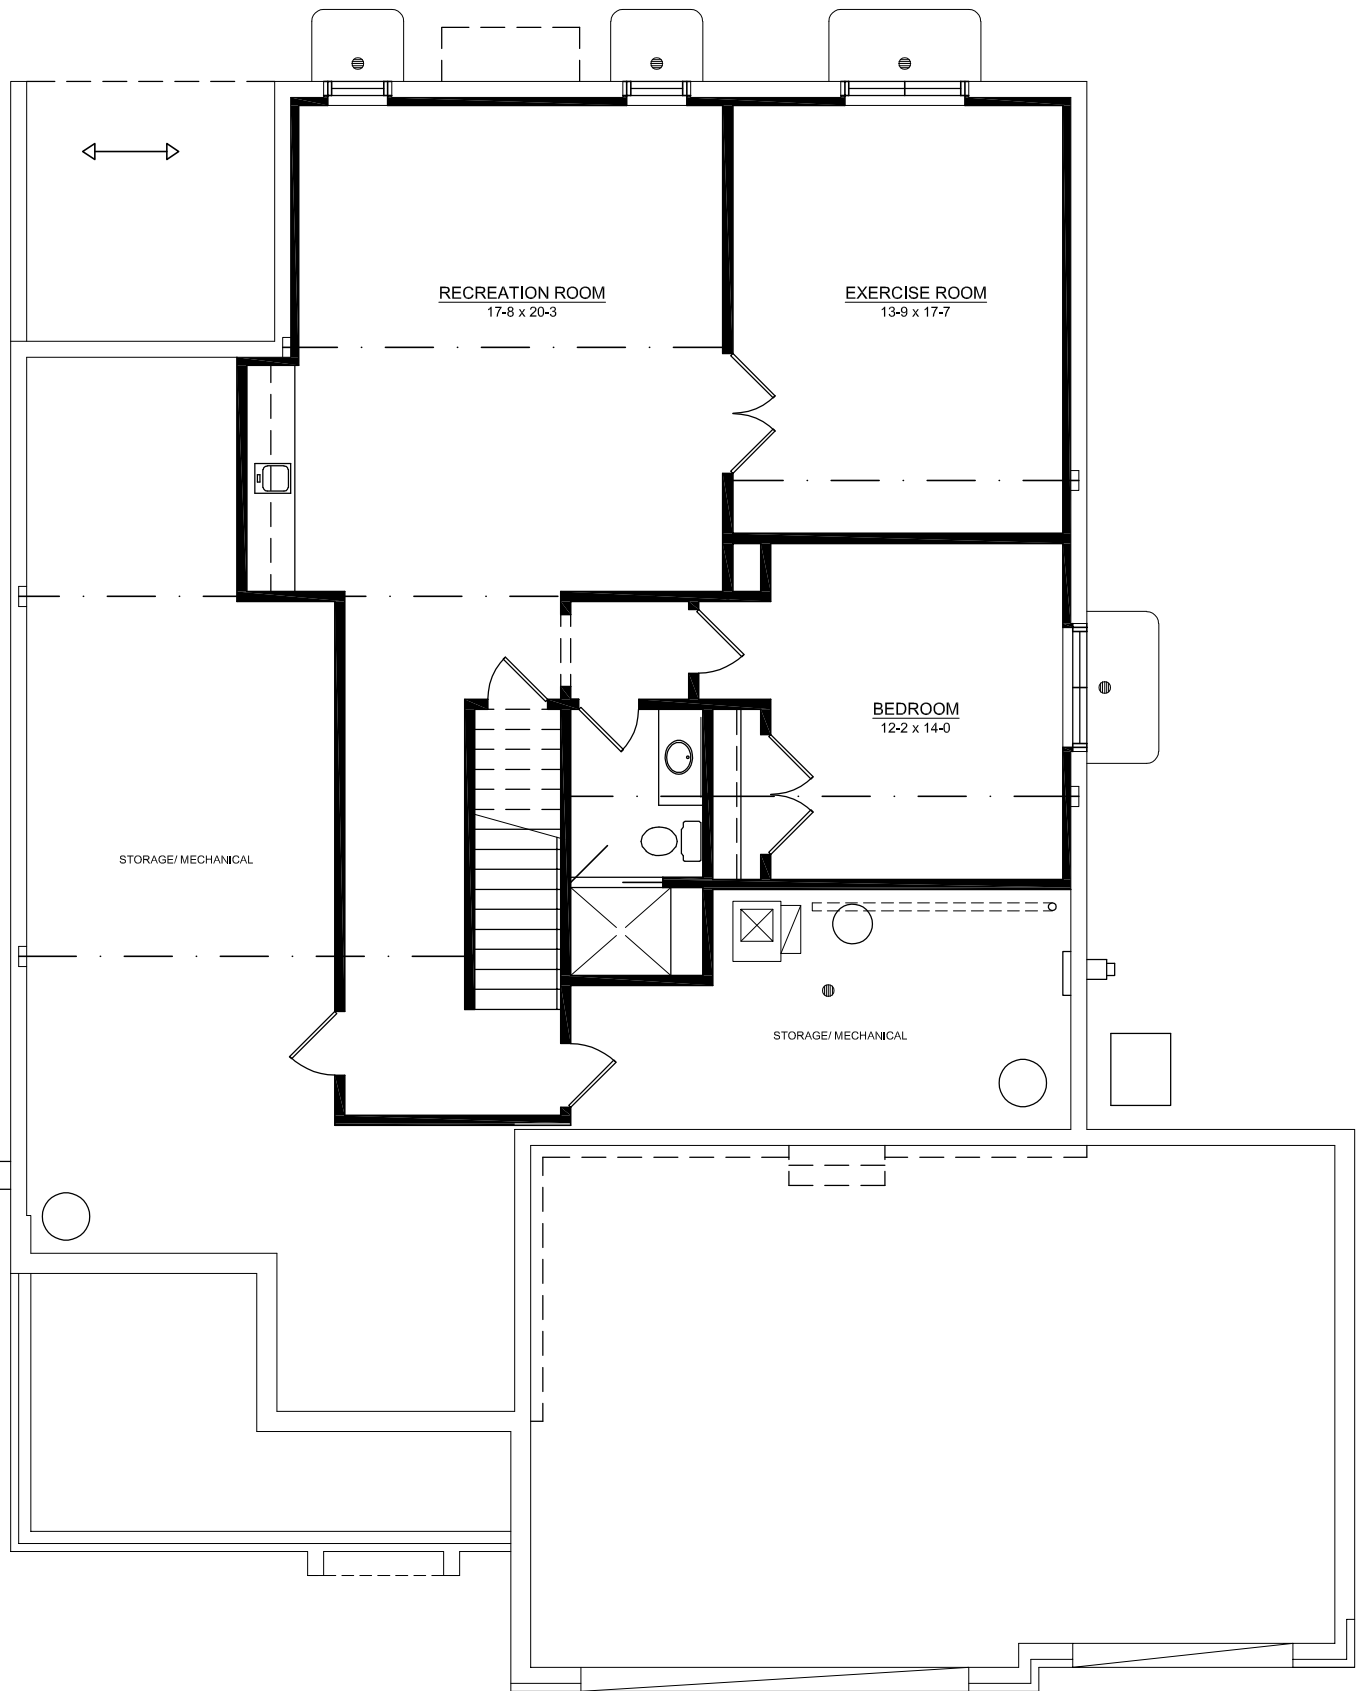 RECREATION ROOM
17-8 x 20-3
EXERCISE ROOM
13-9 x 17-7
BEDROOM
12-2 x 14-0
STORAGE/ MECHANICAL
STORAGE/ MECHANICAL